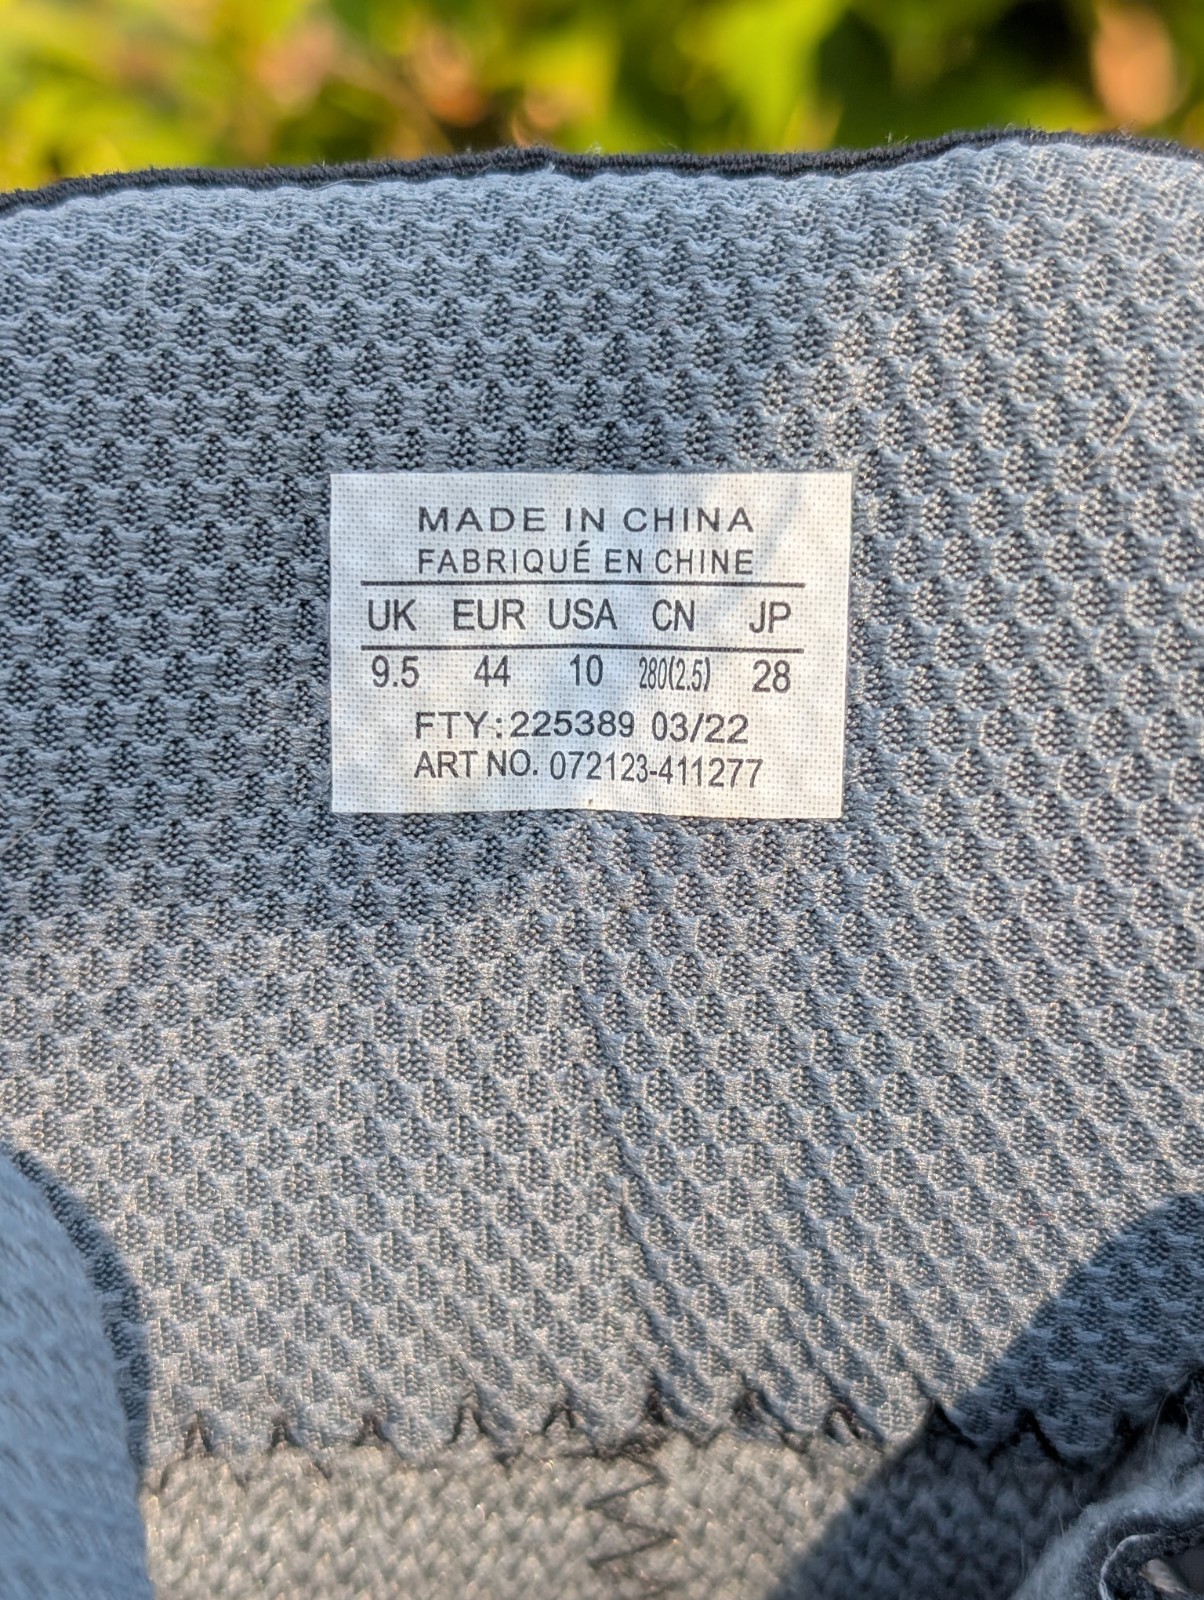 MADE IN CHINA
FABRIQUÉ EN CHINE
UK EUR USA CN JP
9.5 44 10 280(2.5) 28
FTY: 225389 03/22
ART NO. 072123-411277